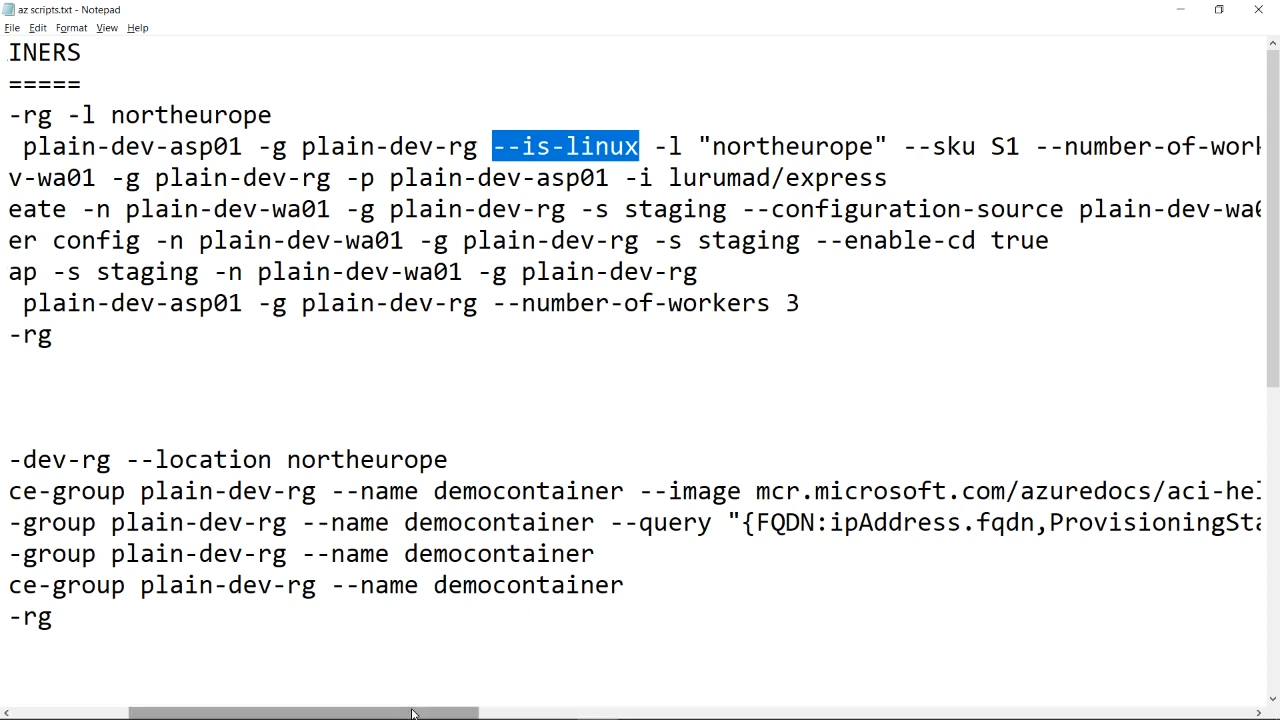 az scripts.txt - Notepad
File Edit Format View Help
INERS
=====
-rg -l northeurope
plain-dev-asp01 -g plain-dev-rg --is-linux -l "northeurope" --sku S1 --number-of-work
v-wa01 -g plain-dev-rg -p plain-dev-asp01 -i lurumad/express
eate -n plain-dev-wa01 -g plain-dev-rg -s staging --configuration-source plain-dev-wa0
er config -n plain-dev-wa01 -g plain-dev-rg -s staging --enable-cd true
ap -s staging -n plain-dev-wa01 -g plain-dev-rg
plain-dev-asp01 -g plain-dev-rg --number-of-workers 3
-rg
-dev-rg --location northeurope
ce-group plain-dev-rg --name democontainer --image mcr.microsoft.com/azuredocs/aci-hel
-group plain-dev-rg --name democontainer --query "{FQDN:ipAddress.fqdn,ProvisioningSta
-group plain-dev-rg --name democontainer
ce-group plain-dev-rg --name democontainer
-rg